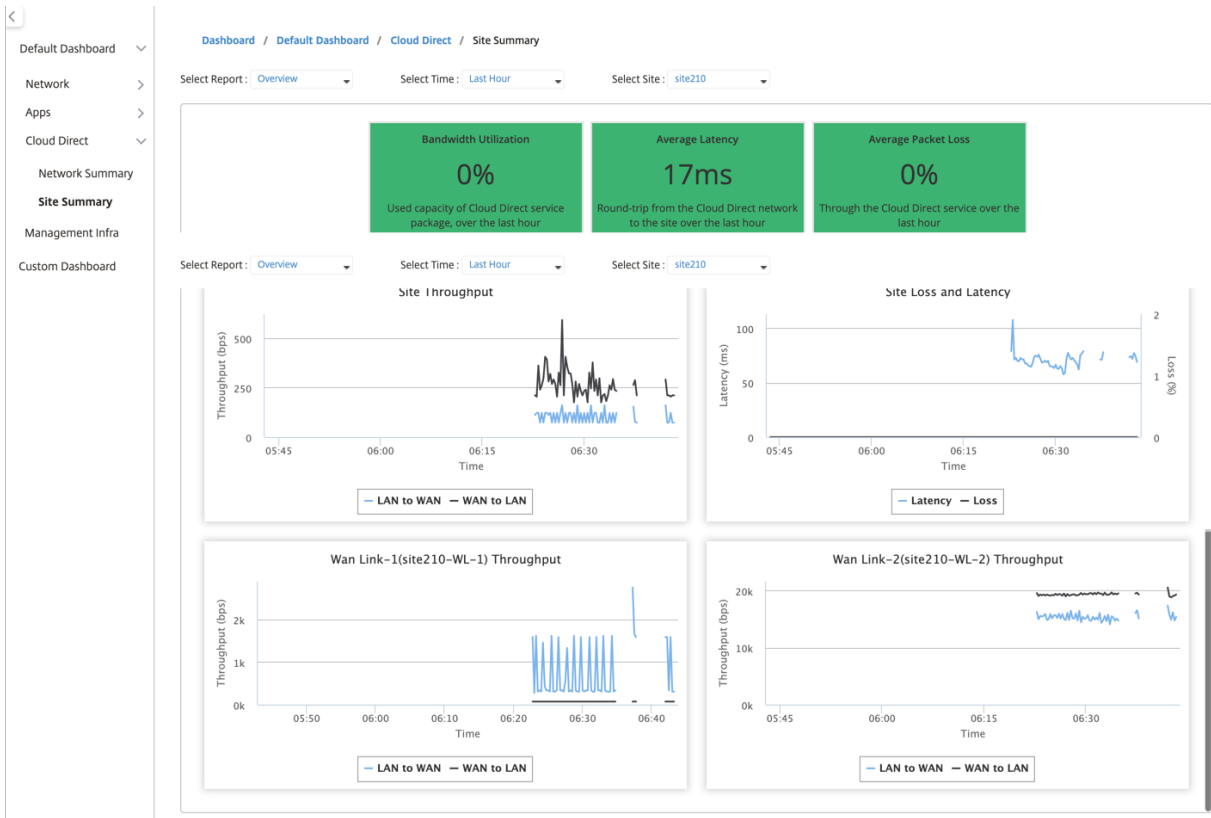 Default Dashboard
Network
Apps
Cloud Direct
Network Summary
Site Summary
Management Infra
Custom Dashboard
Dashboard / Default Dashboard / Cloud Direct / Site Summary
Select Report : Overview Select Time : Last Hour Select Site : site210
Bandwidth Utilization
0%
Used capacity of Cloud Direct service
package, over the last hour
Average Latency
17ms
Round-trip from the Cloud Direct network
to the site over the last hour
Average Packet Loss
0%
Through the Cloud Direct service over the
last hour
Select Report : Overview Select Time : Last Hour Select Site : site210
Site Throughput
Throughput (bps)
500
250
0
05:45 06:00 06:15 06:30
Time
LAN to WAN WAN to LAN
Site Loss and Latency
Latency (ms)
100
50
0
2
1
0
Loss (%)
05:45 06:00 06:15 06:30
Time
Latency Loss
Wan Link-1(site210-WL-1) Throughput
Throughput (bps)
2k
1k
0k
05:50 06:00 06:10 06:20 06:30 06:40
Time
LAN to WAN WAN to LAN
Wan Link-2(site210-WL-2) Throughput
Throughput (bps)
20k
10k
0k
05:45 06:00 06:15 06:30
Time
LAN to WAN WAN to LAN